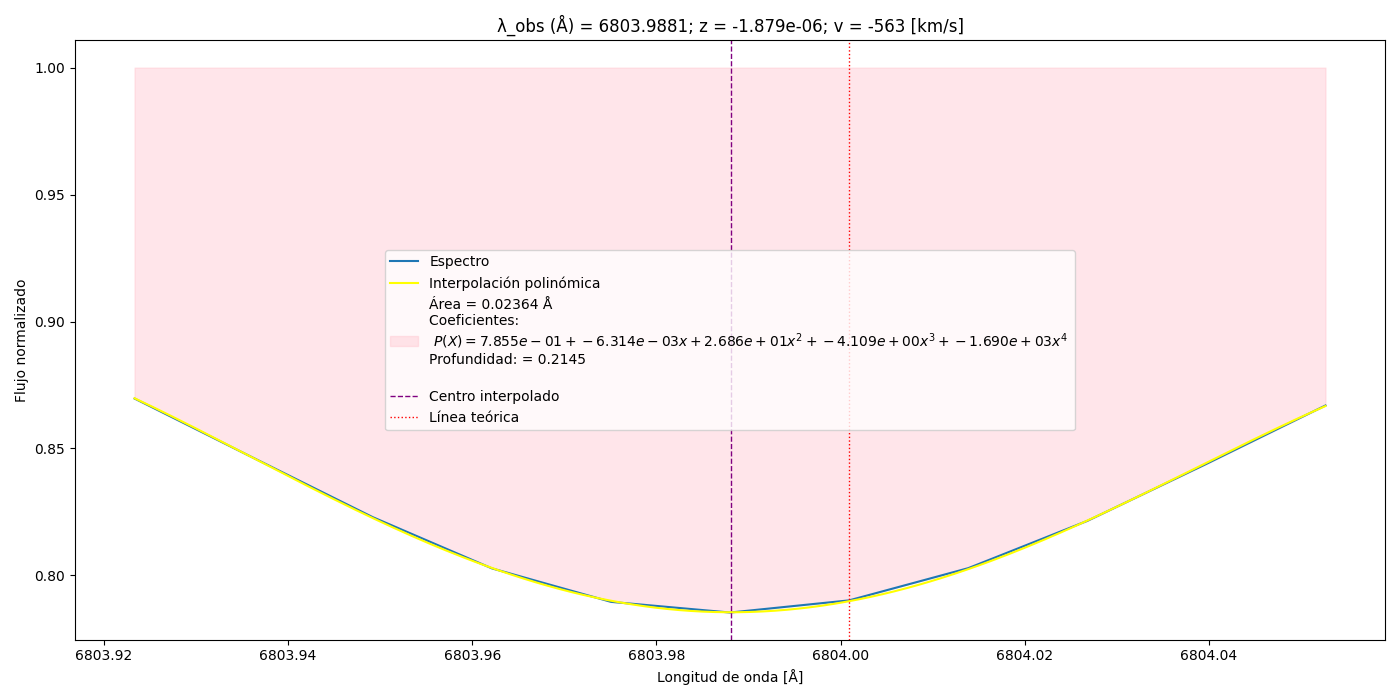 λ_obs (Å) = 6803.9881; z = -1.879e-06; v = -563 [km/s]
1.00
0.95
0.90
0.85
0.80
Flujo normalizado
Espectro
Interpolación polinómica
Área = 0.02364 Å
Coeficientes:
P(X) = 7.855e − 01 + −6.314e − 03x + 2.686e + 01x² + −4.109e + 00x³ + −1.690e + 03x⁴
Profundidad: = 0.2145
Centro interpolado
Línea teórica
6803.92
6803.94
6803.96
6803.98
6804.00
6804.02
6804.04
Longitud de onda [Å]